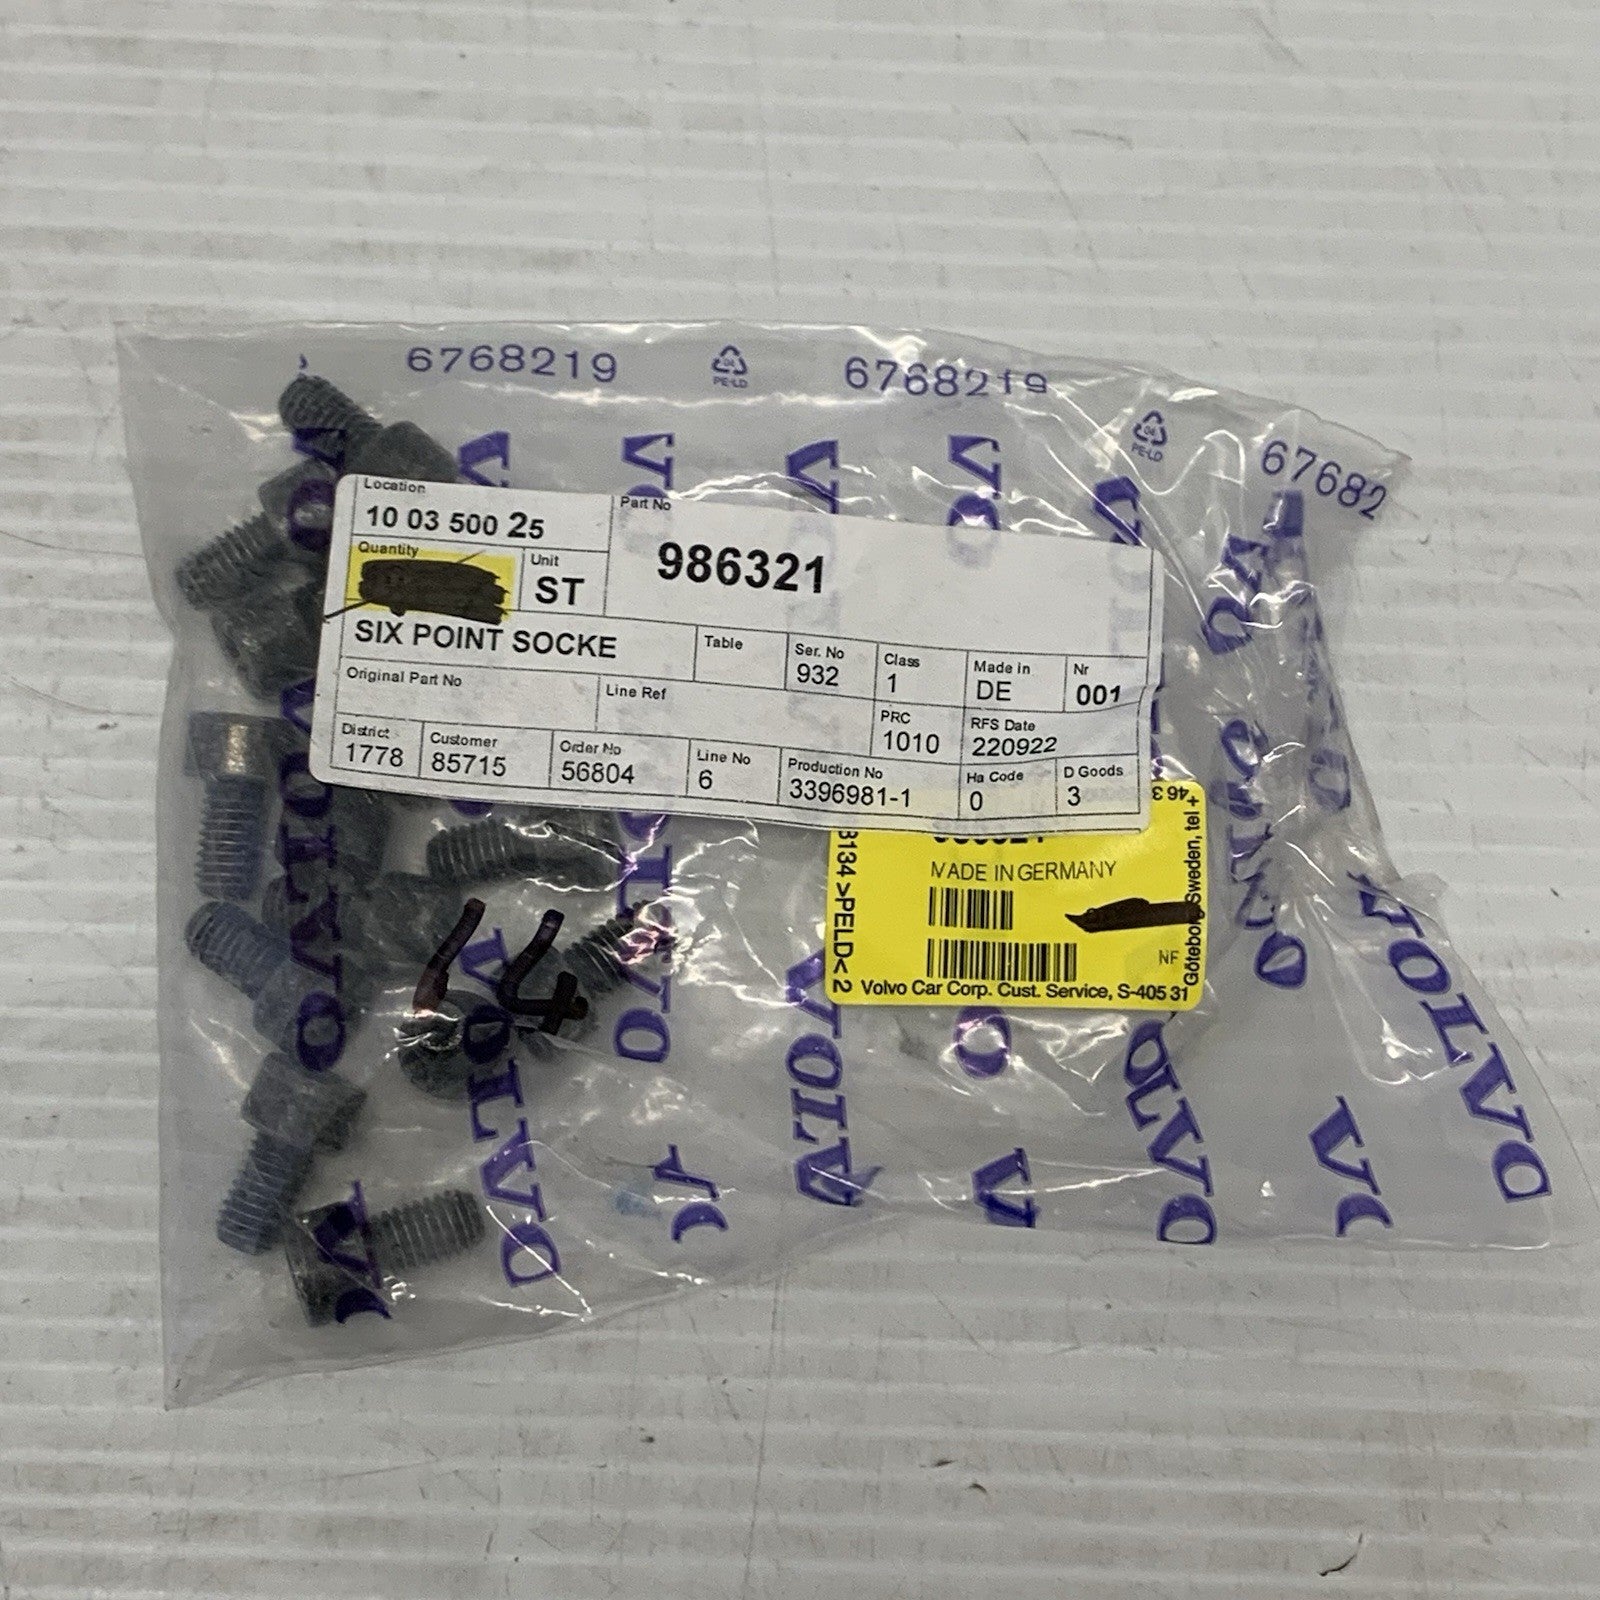 6768219 PE-LD 6768219 PE-LD 67682
Location
10 03 500 25
Part No
986321
Quantity
Unit
ST
SIX POINT SOCKE
Table
Ser. No
932
Class
1
Made in
DE
Nr
001
Original Part No
Line Ref
PRC
1010
RFS Date
220922
District
1778
Customer
85715
Order No
56804
Line No
6
Production No
3396981-1
Ha Code
0
D Goods
3
MADE IN GERMANY
NF
3134 >PELD< 2
Volvo Car Corp. Cust. Service, S-405 31
Göteborg, Sweden, tel +
46 3
14
VOLVO
VOLVO
VOLVO
VOLVO
VOLVO
VOLVO